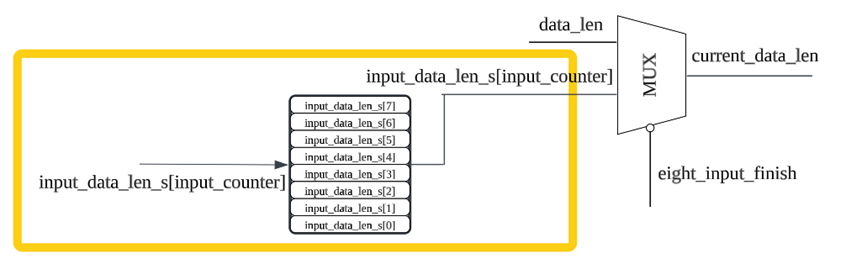 data_len
current_data_len
MUX
input_data_len_s[input_counter]
input_data_len_s[7]
input_data_len_s[6]
input_data_len_s[5]
input_data_len_s[4]
input_data_len_s[3]
input_data_len_s[2]
input_data_len_s[1]
input_data_len_s[0]
input_data_len_s[input_counter]
eight_input_finish